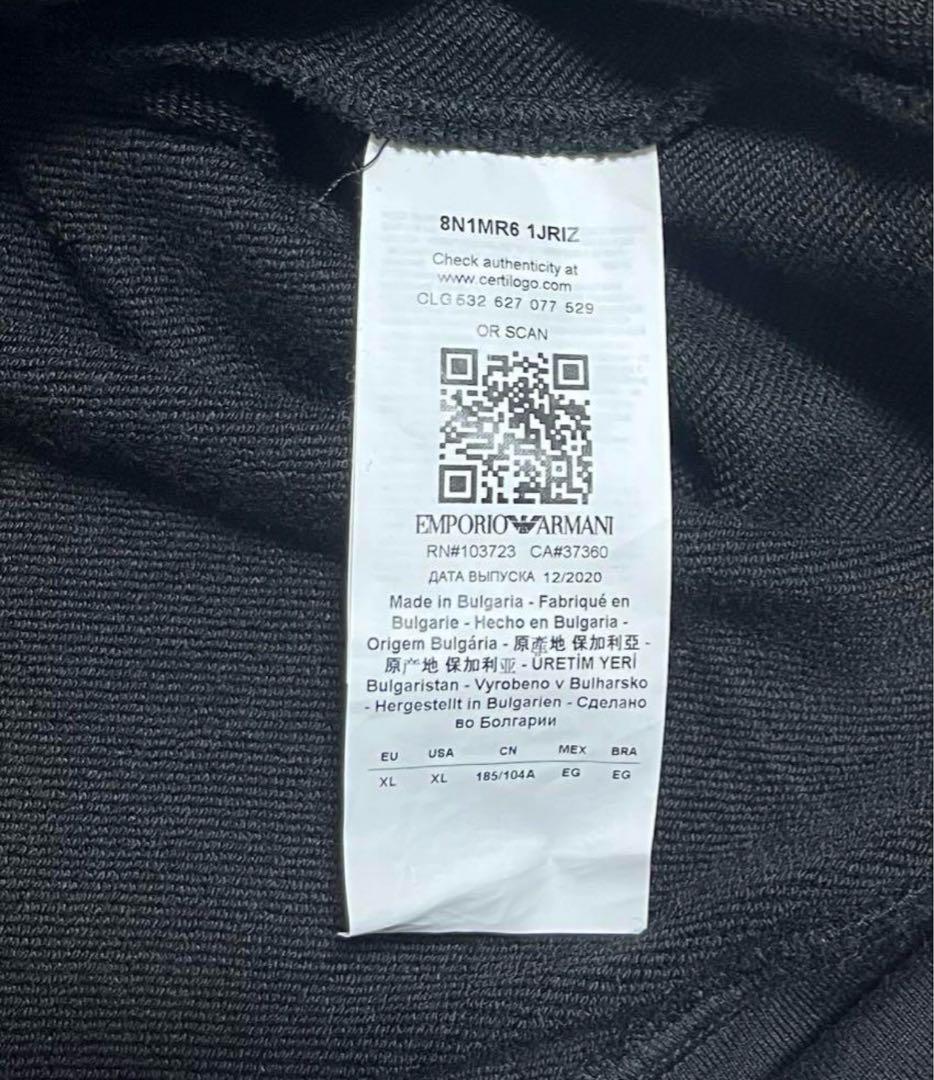 8N1MR6 1JRIZ
Check authenticity at
www.certilogo.com
CLG 532 627 077 529
OR SCAN
EMPORIO ARMANI
RN#103723 CA#37360
ДАТА ВЫПУСКА 12/2020
Made in Bulgaria - Fabriqué en
Bulgarie - Hecho en Bulgaria -
Origem Bulgária - 原產地 保加利亞 -
原产地 保加利亚 - ÜRETİM YERİ
Bulgaristan - Vyrobeno v Bulharsko
- Hergestellt in Bulgarien - Сделано
во Болгарии
EU USA CN MEX BRA
XL XL 185/104A EG EG